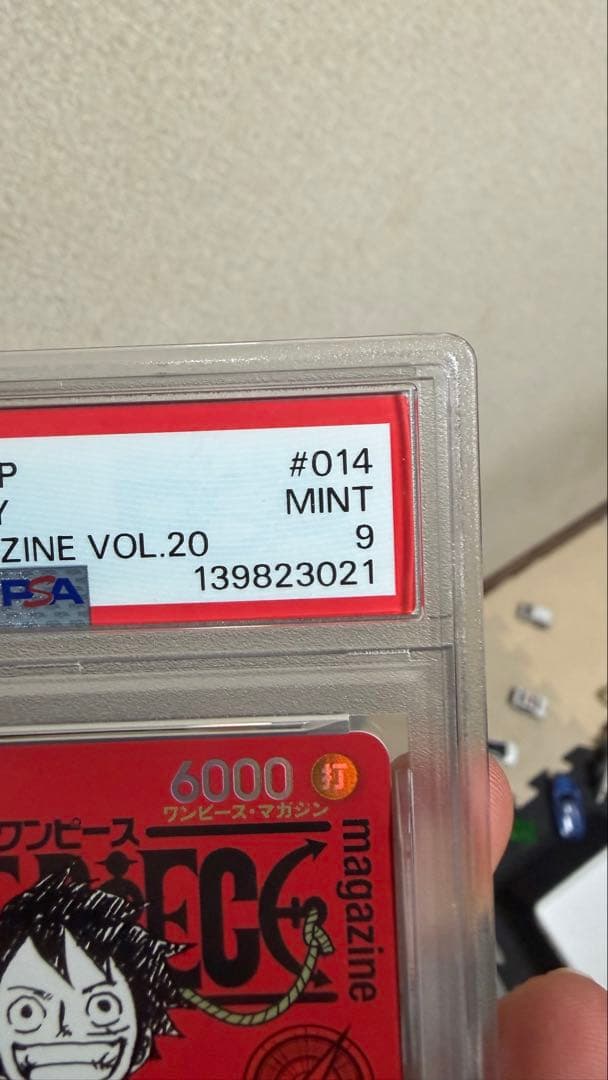 P #014
Y MINT
ZINE VOL.20 9
PSA 139823021
6000 打
ワンピース・マガジン
ワンピース
PIECE
magazine